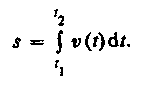 s = ∫_{t_1}^{t_2} v (t) dt.